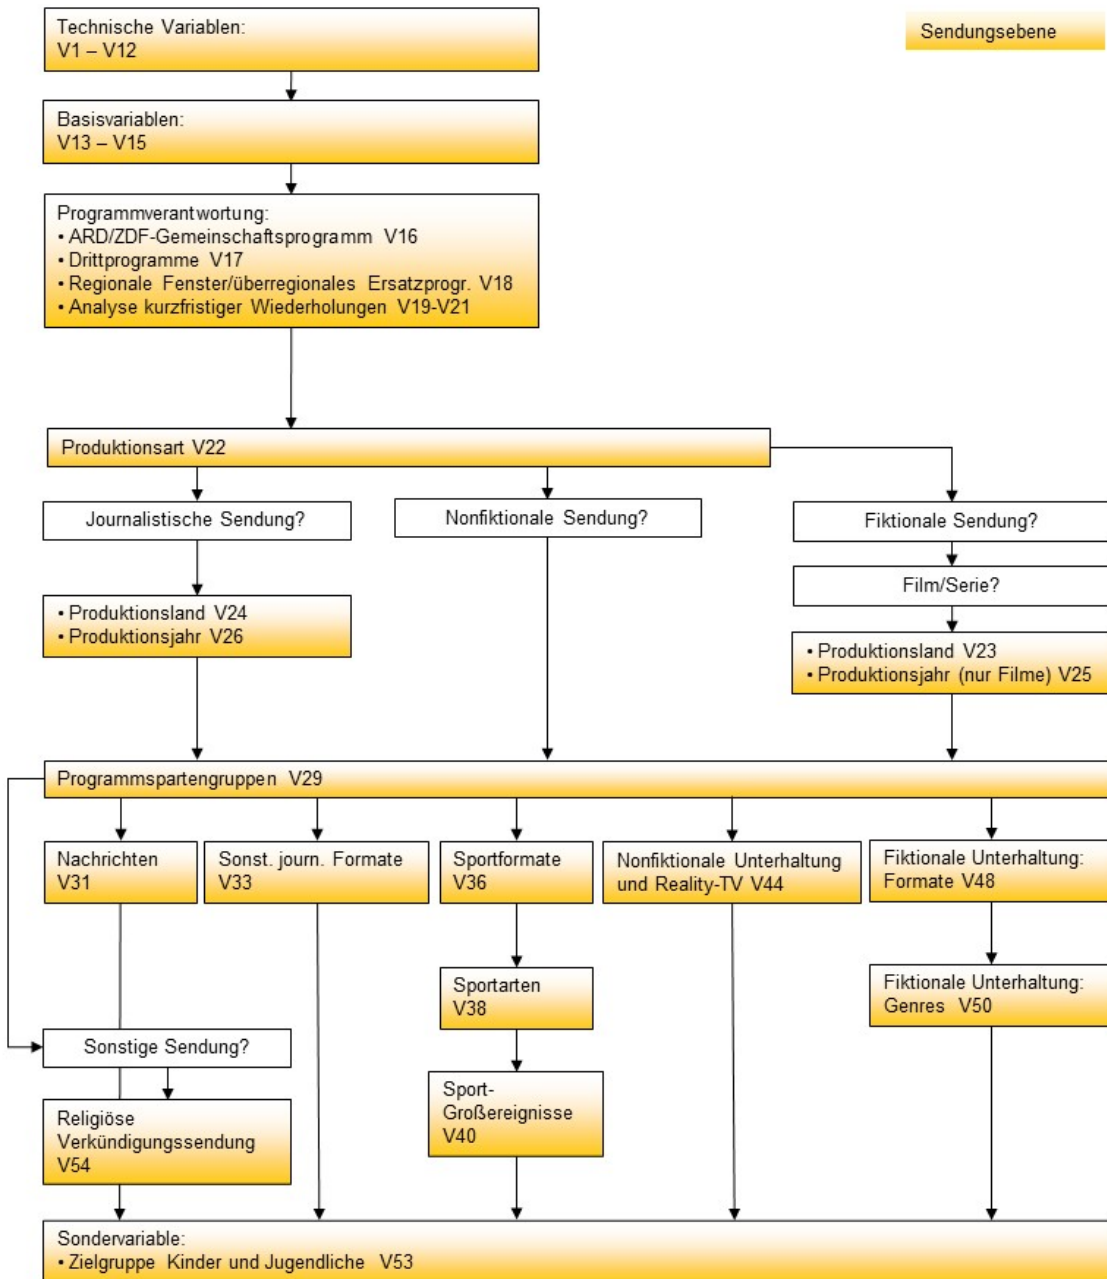 Technische Variablen:
V1 – V12
Sendungsebene
Basisvariablen:
V13 – V15
Programmverantwortung:
• ARD/ZDF-Gemeinschaftsprogramm V16
• Drittprogramme V17
• Regionale Fenster/überregionales Ersatzprogr. V18
• Analyse kurzfristiger Wiederholungen V19-V21
Produktionsart V22
Journalistische Sendung?
Nonfiktionale Sendung?
Fiktionale Sendung?
Film/Serie?
• Produktionsland V24
• Produktionsjahr V26
• Produktionsland V23
• Produktionsjahr (nur Filme) V25
Programmspartengruppen V29
Nachrichten
V31
Sonst. journ. Formate
V33
Sportformate
V36
Nonfiktionale Unterhaltung
und Reality-TV V44
Fiktionale Unterhaltung:
Formate V48
Sportarten
V38
Fiktionale Unterhaltung:
Genres V50
Sonstige Sendung?
Sport-
Großereignisse
V40
Religiöse
Verkündigungssendung
V54
Sondervariable:
• Zielgruppe Kinder und Jugendliche V53